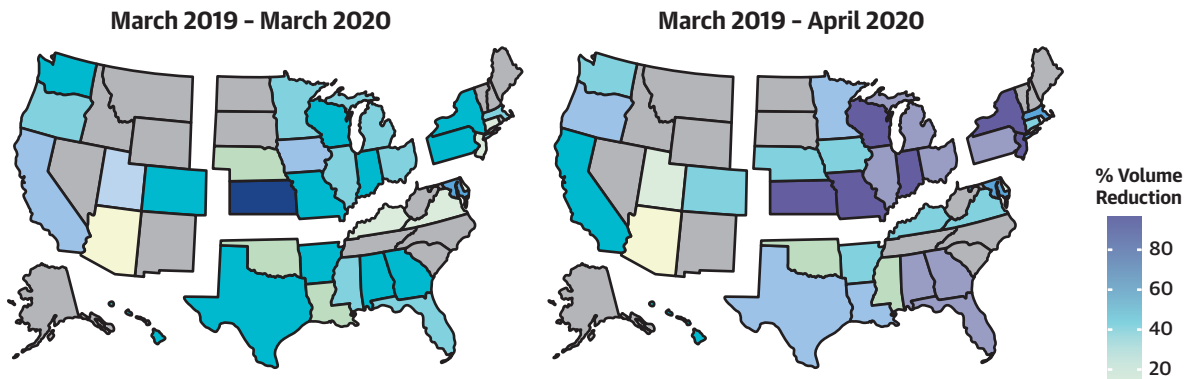 March 2019 – March 2020
March 2019 – April 2020
% Volume
Reduction
80
60
40
20